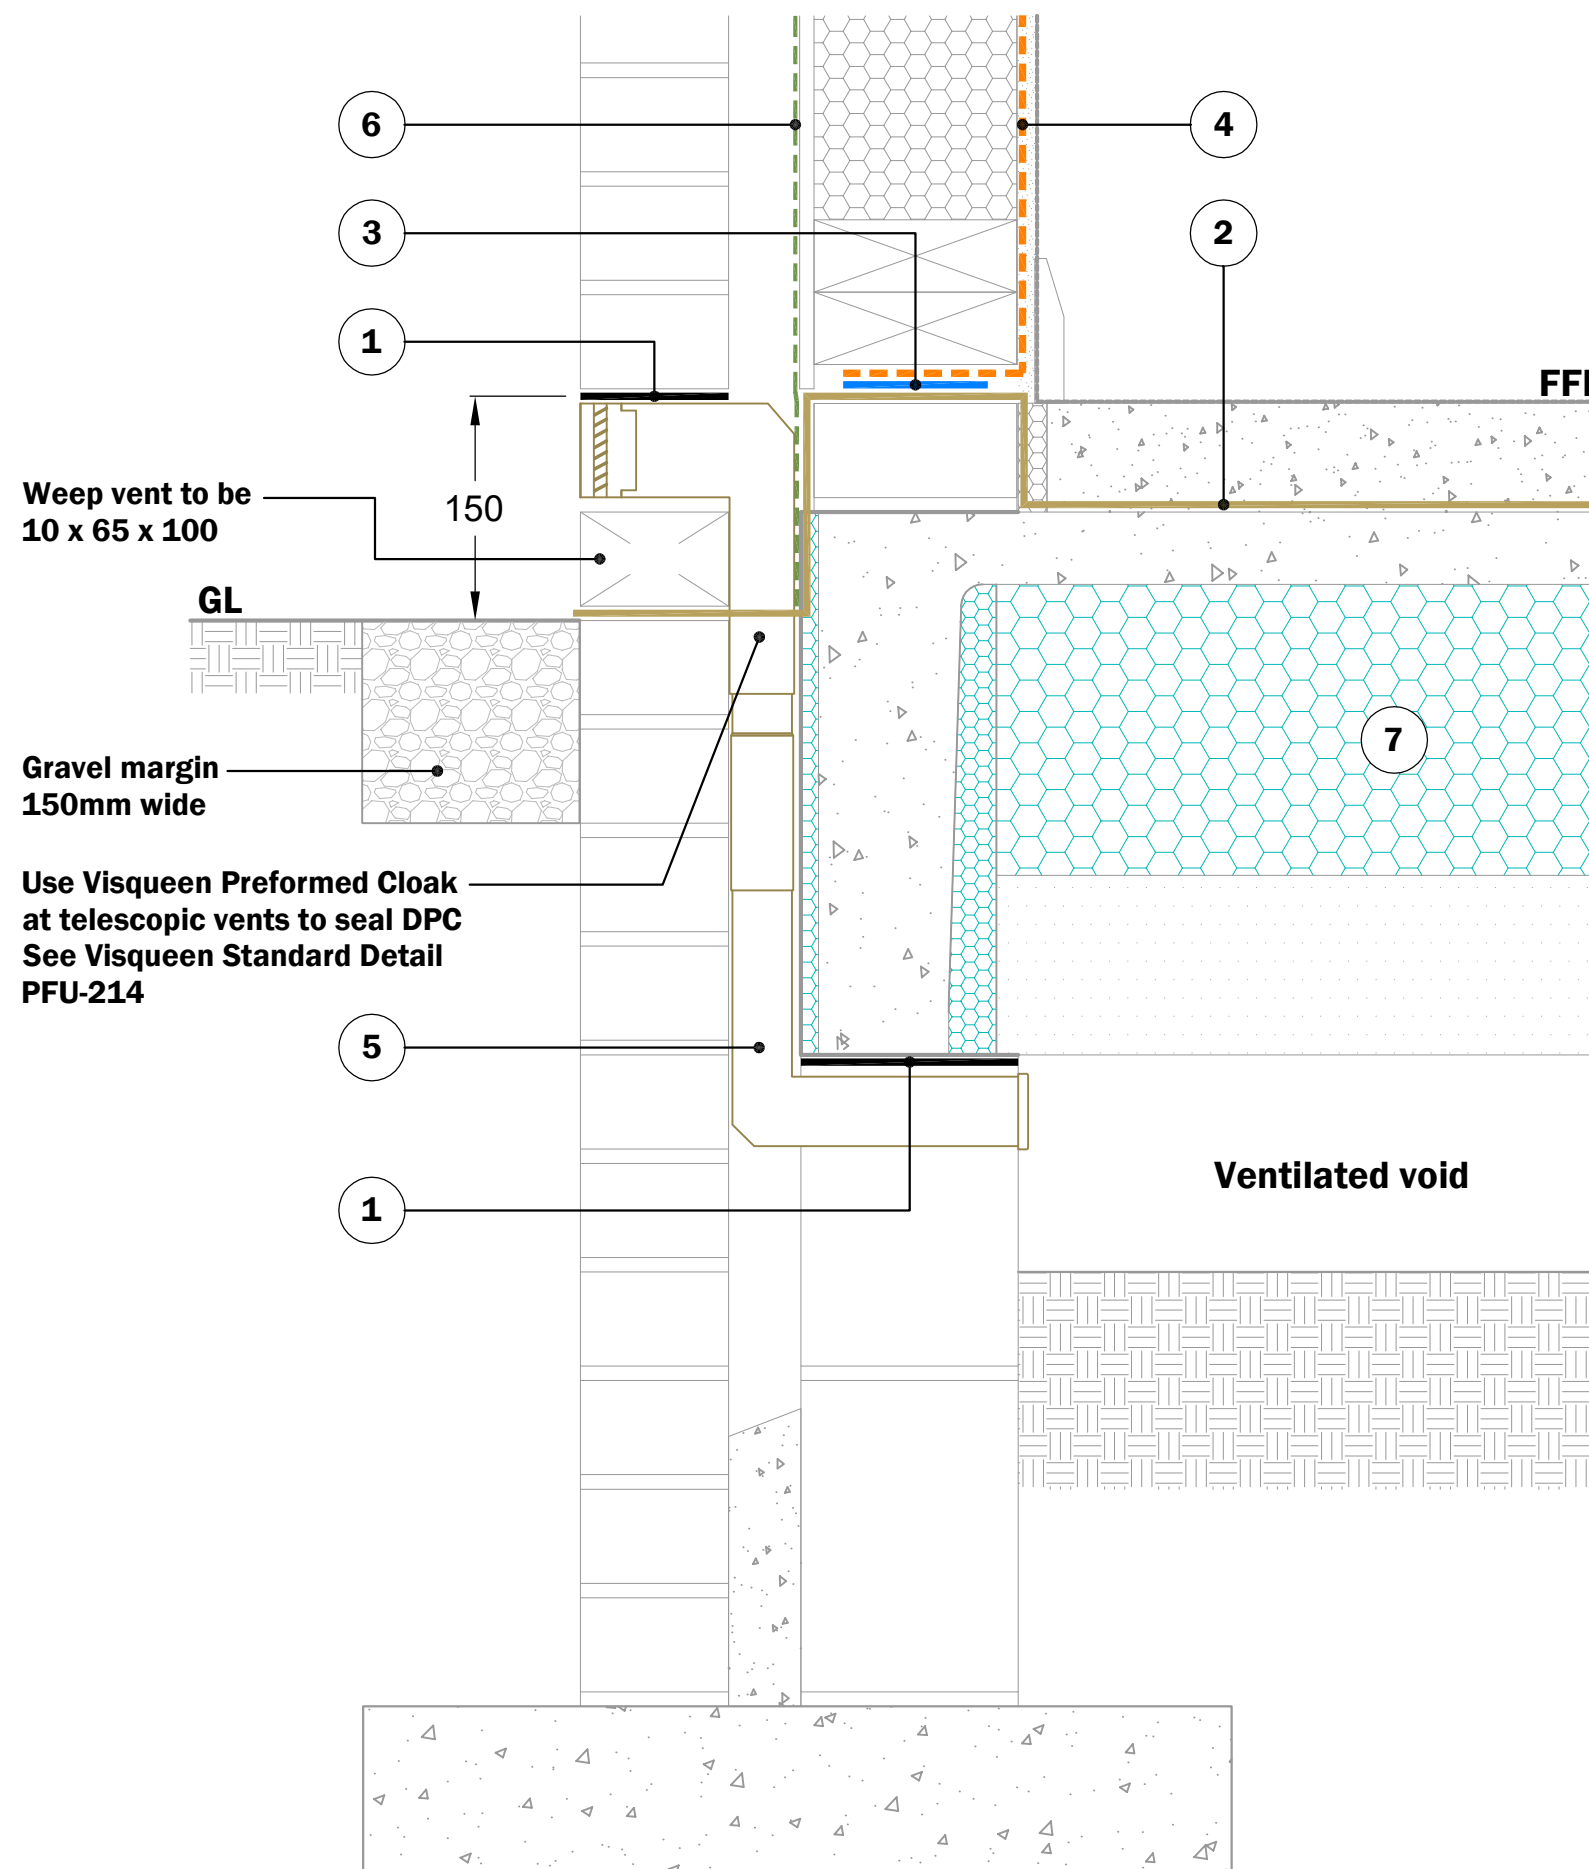 6
4
3
2
1
FFL
Weep vent to be
10 x 65 x 100
150
GL
7
Gravel margin
150mm wide
Use Visqueen Preformed Cloak
at telescopic vents to seal DPC
See Visqueen Standard Detail
PFU-214
5
Ventilated void
1